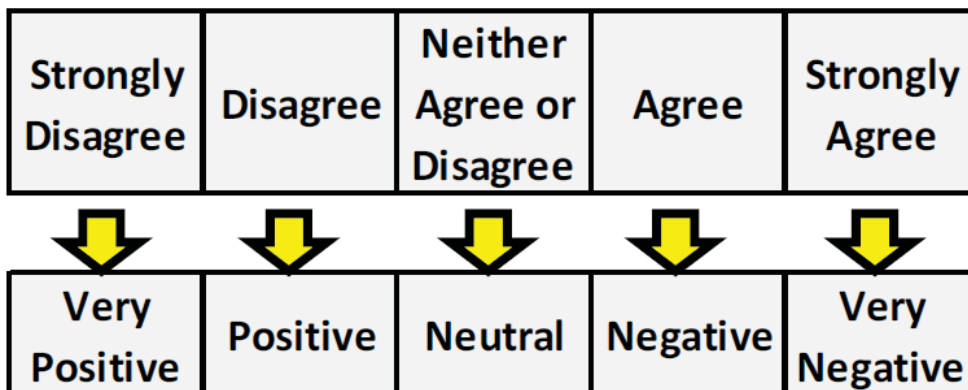 Strongly
Disagree
Disagree
Neither
Agree or
Disagree
Agree
Strongly
Agree
Very
Positive
Positive
Neutral
Negative
Very
Negative